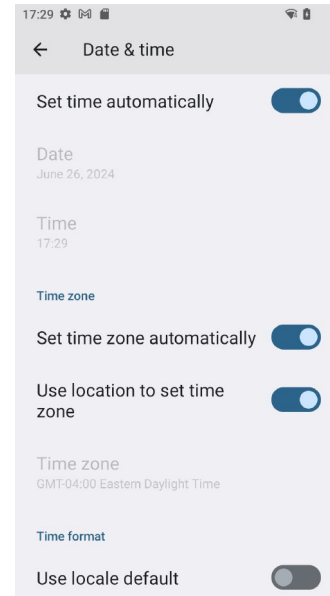 17:29
Date & time
Set time automatically
Date
June 26, 2024
Time
17:29
Time zone
Set time zone automatically
Use location to set time
zone
Time zone
GMT-04:00 Eastern Daylight Time
Time format
Use locale default